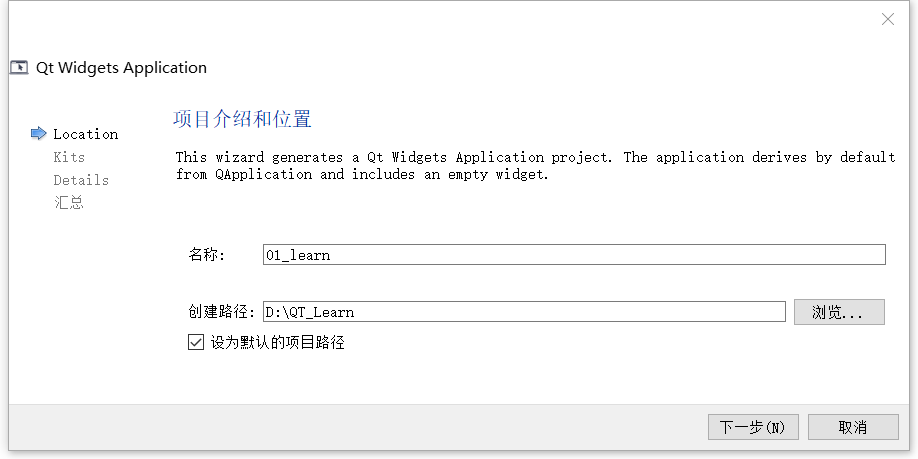 Qt Widgets Application
Location
Kits
Details
汇总
项目介绍和位置
This wizard generates a Qt Widgets Application project. The application derives by default
from QApplication and includes an empty widget.
名称: 01_learn
创建路径: D:\QT_Learn 浏览...
设为默认的项目路径
下一步(N) 取消